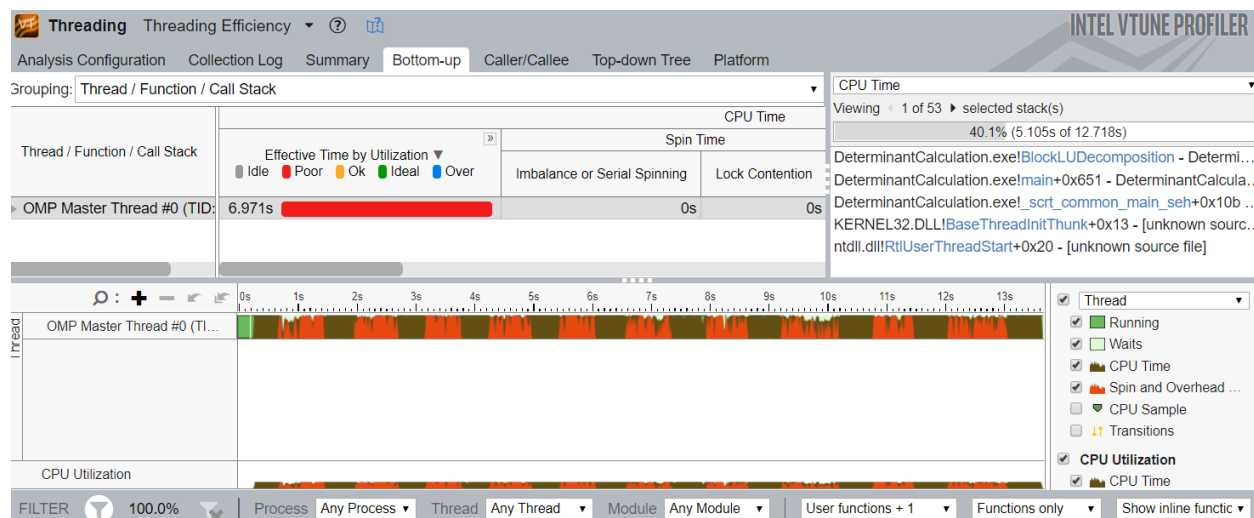 Threading Threading Efficiency
INTEL VTUNE PROFILER
Analysis Configuration Collection Log Summary Bottom-up Caller/Callee Top-down Tree Platform
Grouping: Thread / Function / Call Stack
CPU Time
Viewing 1 of 53 selected stack(s)
40.1% (5.105s of 12.718s)
Thread / Function / Call Stack
CPU Time
Effective Time by Utilization
Idle Poor Ok Ideal Over
Spin Time
Imbalance or Serial Spinning
Lock Contention
OMP Master Thread #0 (TID: 6.971s 0s 0s
DeterminantCalculation.exe!BlockLUDecomposition - Determi...
DeterminantCalculation.exe!main+0x651 - DeterminantCalcula..
DeterminantCalculation.exe!_scrt_common_main_seh+0x10b ..
KERNEL32.DLL!BaseThreadInitThunk+0x13 - [unknown sourc..
ntdll.dll!RtlUserThreadStart+0x20 - [unknown source file]
0s 1s 2s 3s 4s 5s 6s 7s 8s 9s 10s 11s 12s 13s
Thread
OMP Master Thread #0 (TI...
CPU Utilization
Thread
Running
Waits
CPU Time
Spin and Overhead ...
CPU Sample
Transitions
CPU Utilization
CPU Time
FILTER 100.0% Process Any Process Thread Any Thread Module Any Module User functions + 1 Functions only Show inline functic